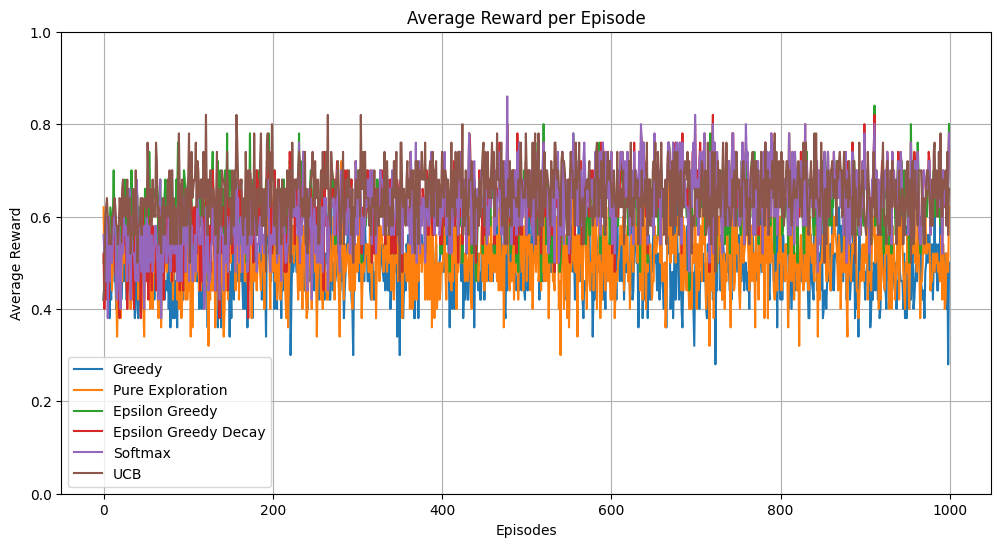 Average Reward per Episode
1.0
0.8
0.6
0.4
0.2
0.0
Average Reward
Greedy
Pure Exploration
Epsilon Greedy
Epsilon Greedy Decay
Softmax
UCB
0 200 400 600 800 1000
Episodes